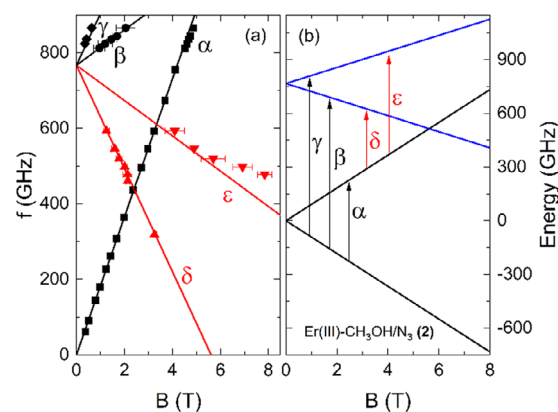 (a)
(b)
γ
β
α
ε
δ
800
600
400
200
0
f (GHz)
0 2 4 6 8
B (T)
γ
β
α
δ
ε
Er(III)-CH₃OH/N₃ (2)
0 2 4 6 8
B (T)
900
600
300
0
-300
-600
Energy (GHz)